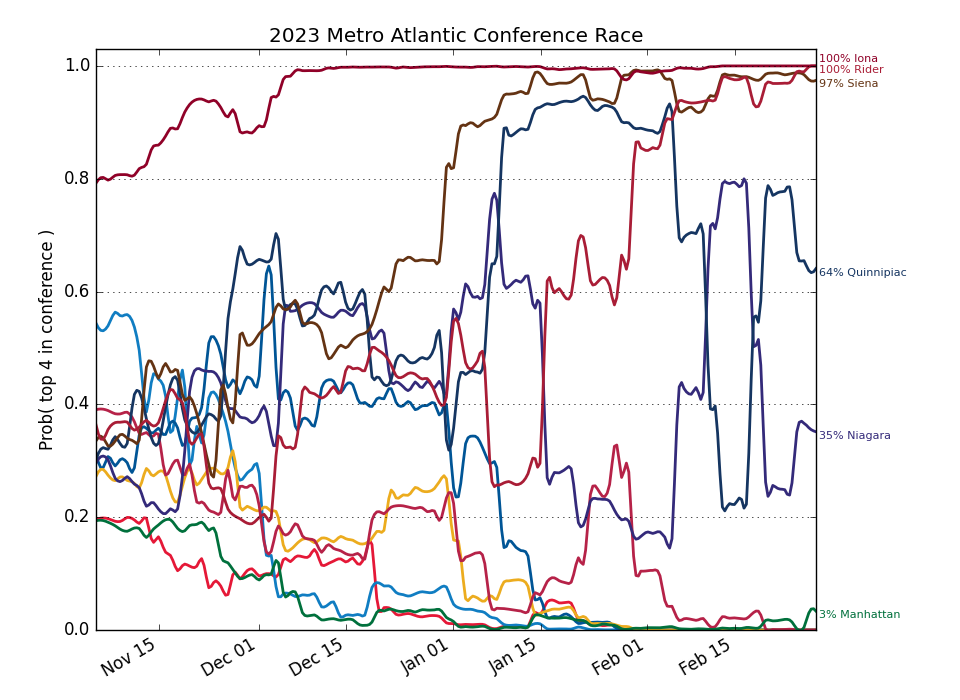 2023 Metro Atlantic Conference Race
Prob( top 4 in conference )
1.0
0.8
0.6
0.4
0.2
0.0
Nov 15
Dec 01
Dec 15
Jan 01
Jan 15
Feb 01
Feb 15
100% Iona
100% Rider
97% Siena
64% Quinnipiac
35% Niagara
3% Manhattan